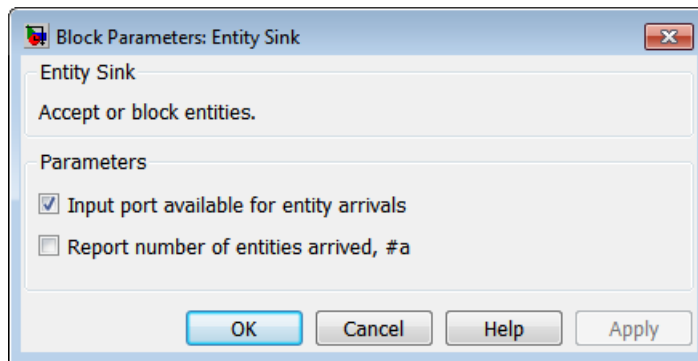 Block Parameters: Entity Sink
Entity Sink
Accept or block entities.
Parameters
Input port available for entity arrivals
Report number of entities arrived, #a
OK Cancel Help Apply